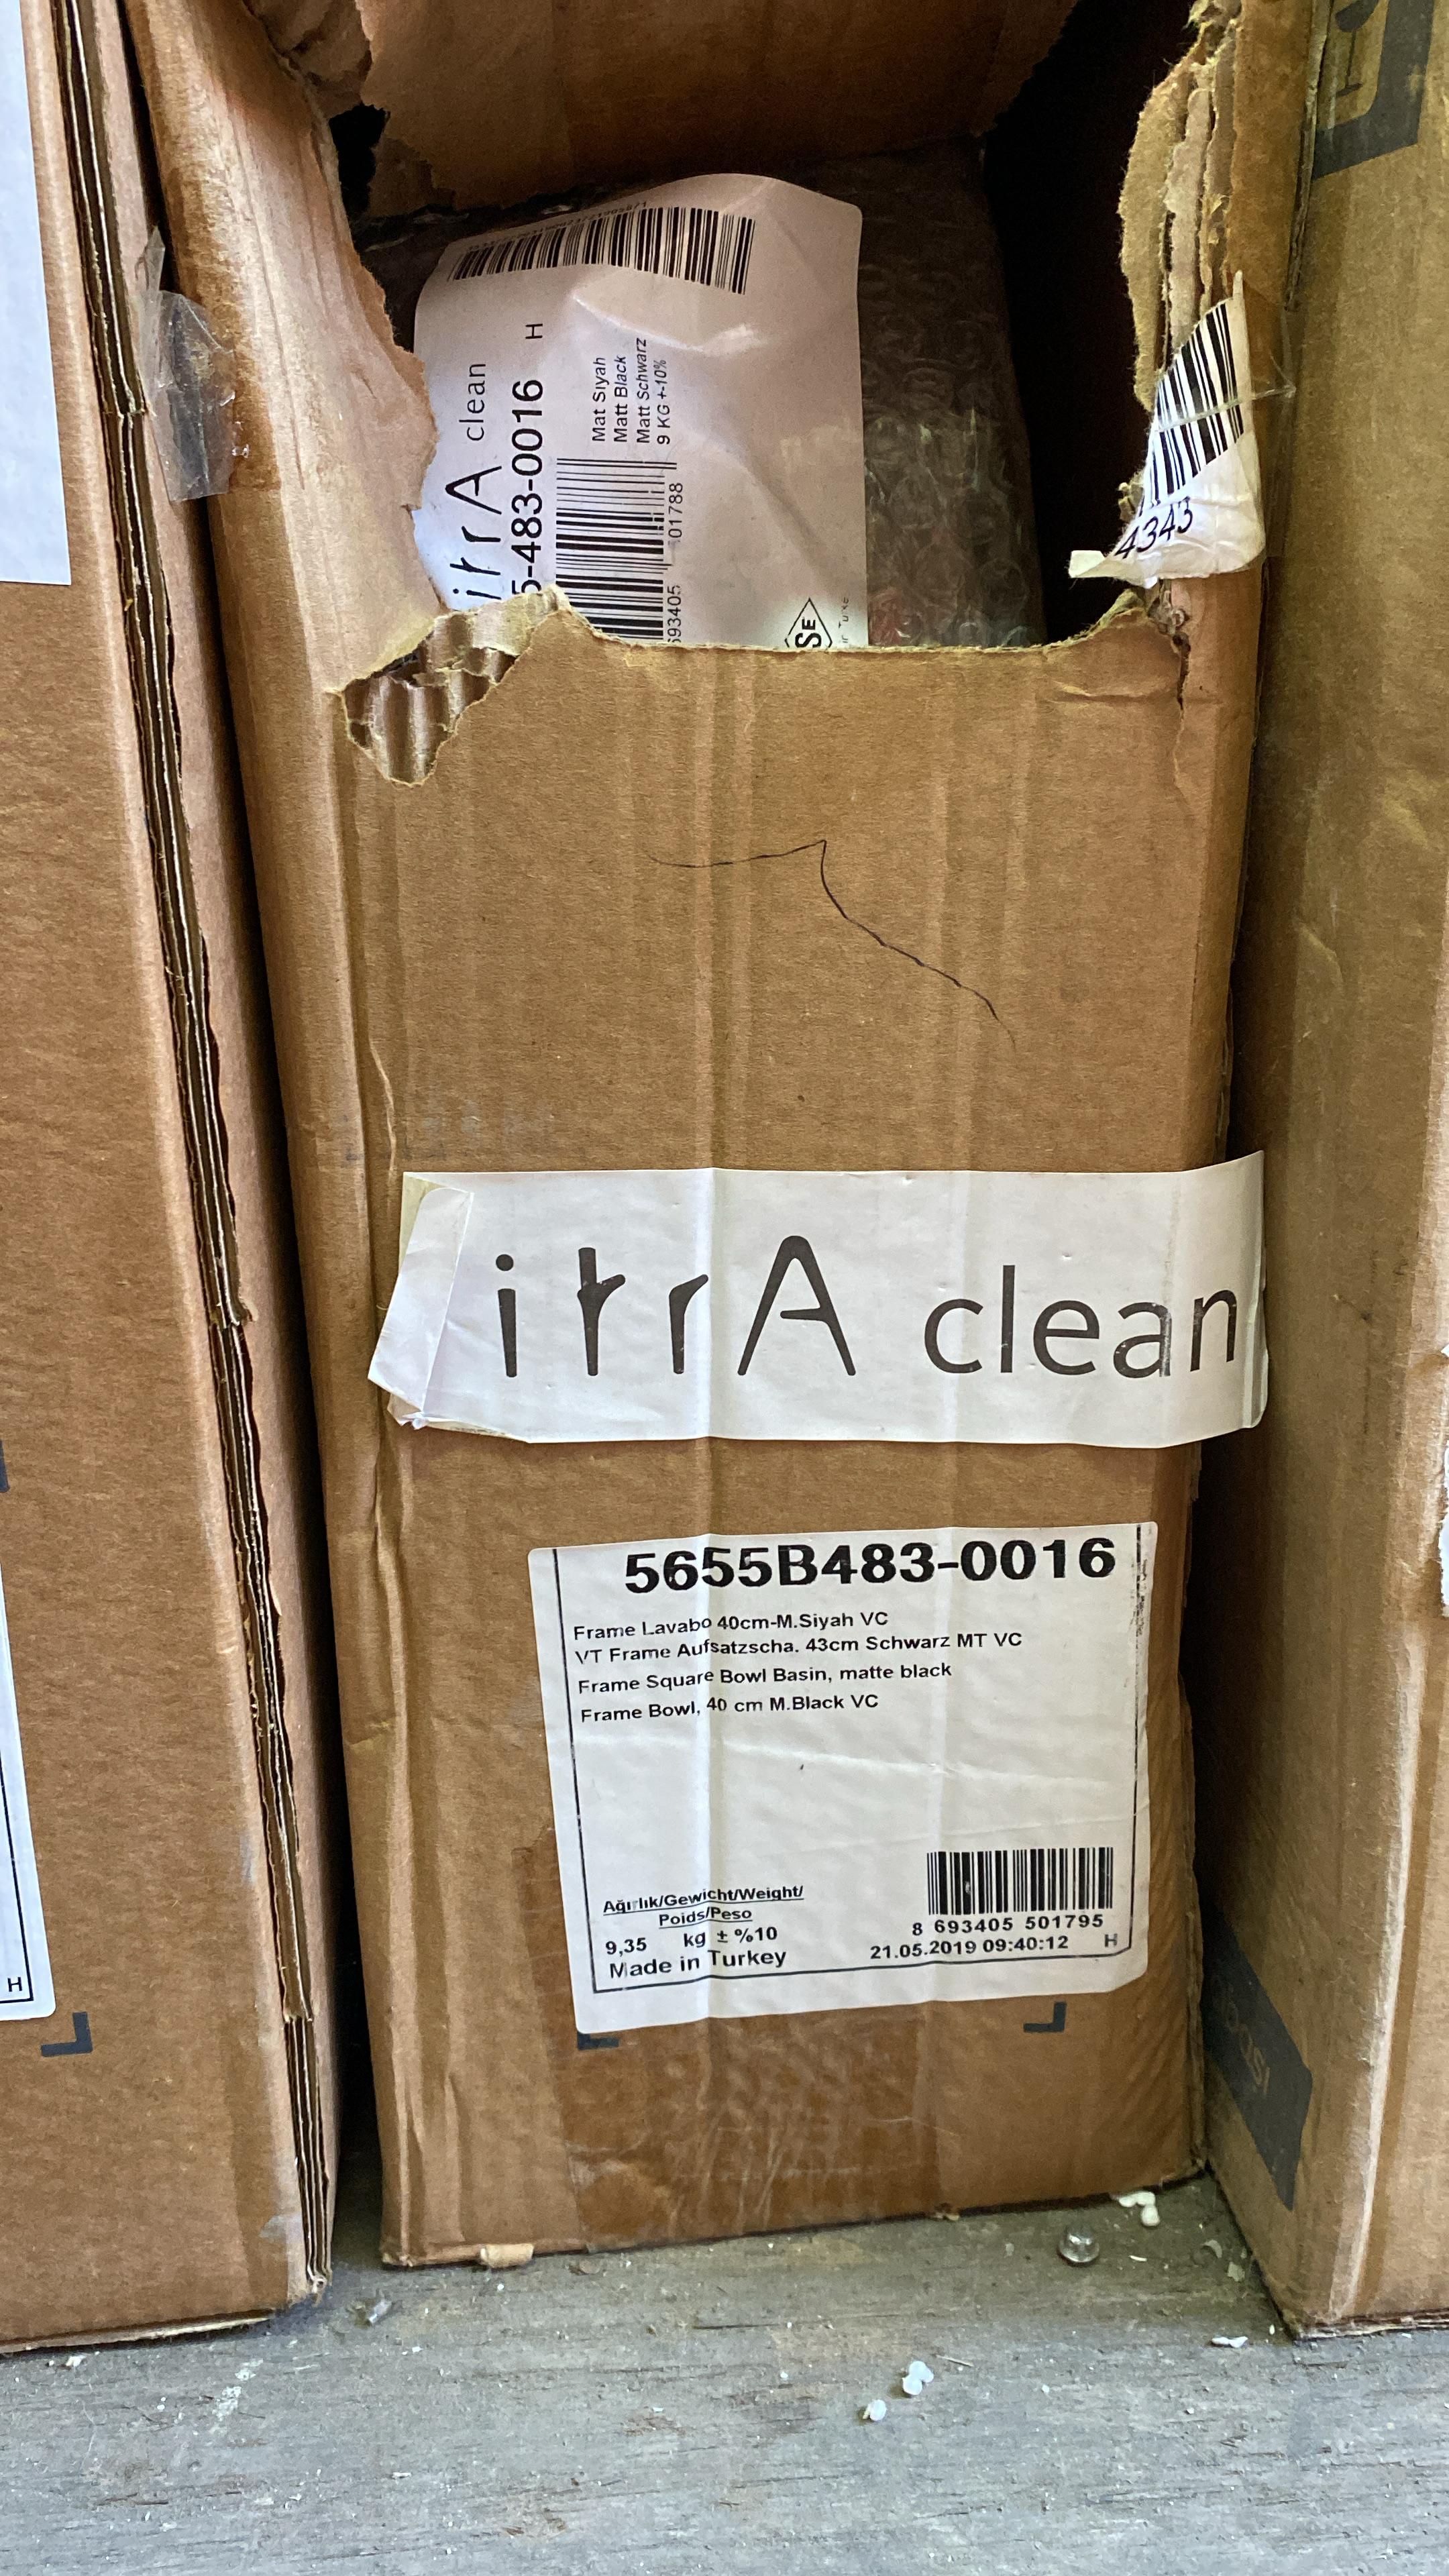 itrA clean
5-483-0016 H
Mat Siyah
Matt Black
Matt Schwarz
9 KG +-10%
693405 01788
SE
4343
itrA clean
5655B483-0016
Frame Lavabo 40cm-M.Siyah VC
VT Frame Aufsatzscha. 43cm Schwarz MT VC
Frame Square Bowl Basin, matte black
Frame Bowl, 40 cm M.Black VC
Ağırlık/Gewicht/Weight/
Poids/Peso
9,35 kg ± %10
Made in Turkey
8 693405 501795
21.05.2019 09:40:12 H
H